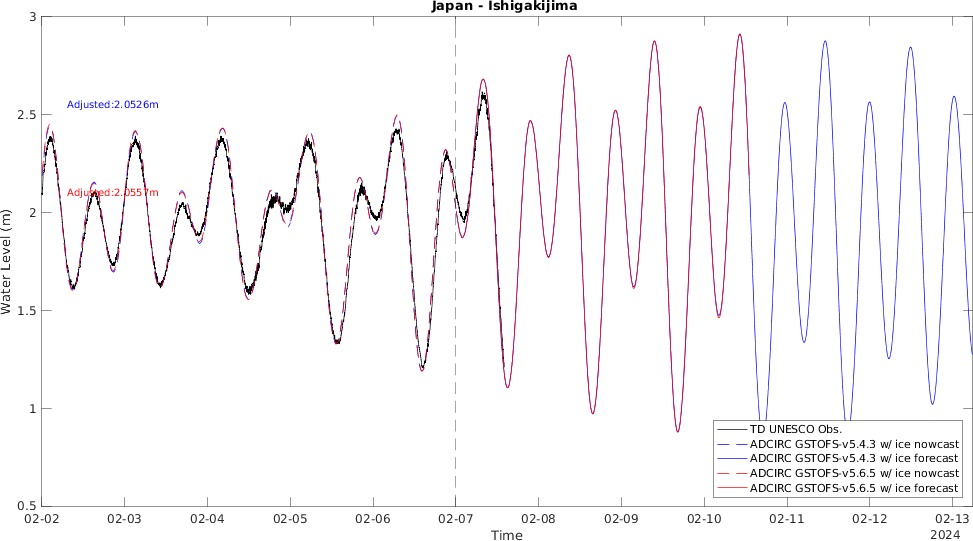 Japan - Ishigakijima
3
2.5
2
1.5
1
0.5
Water Level (m)
Adjusted:2.0526m
Adjusted:2.0557m
TD UNESCO Obs.
ADCIRC GSTOFS-v5.4.3 w/ ice nowcast
ADCIRC GSTOFS-v5.4.3 w/ ice forecast
ADCIRC GSTOFS-v5.6.5 w/ ice nowcast
ADCIRC GSTOFS-v5.6.5 w/ ice forecast
02-02 02-03 02-04 02-05 02-06 02-07 02-08 02-09 02-10 02-11 02-12 02-13
2024
Time